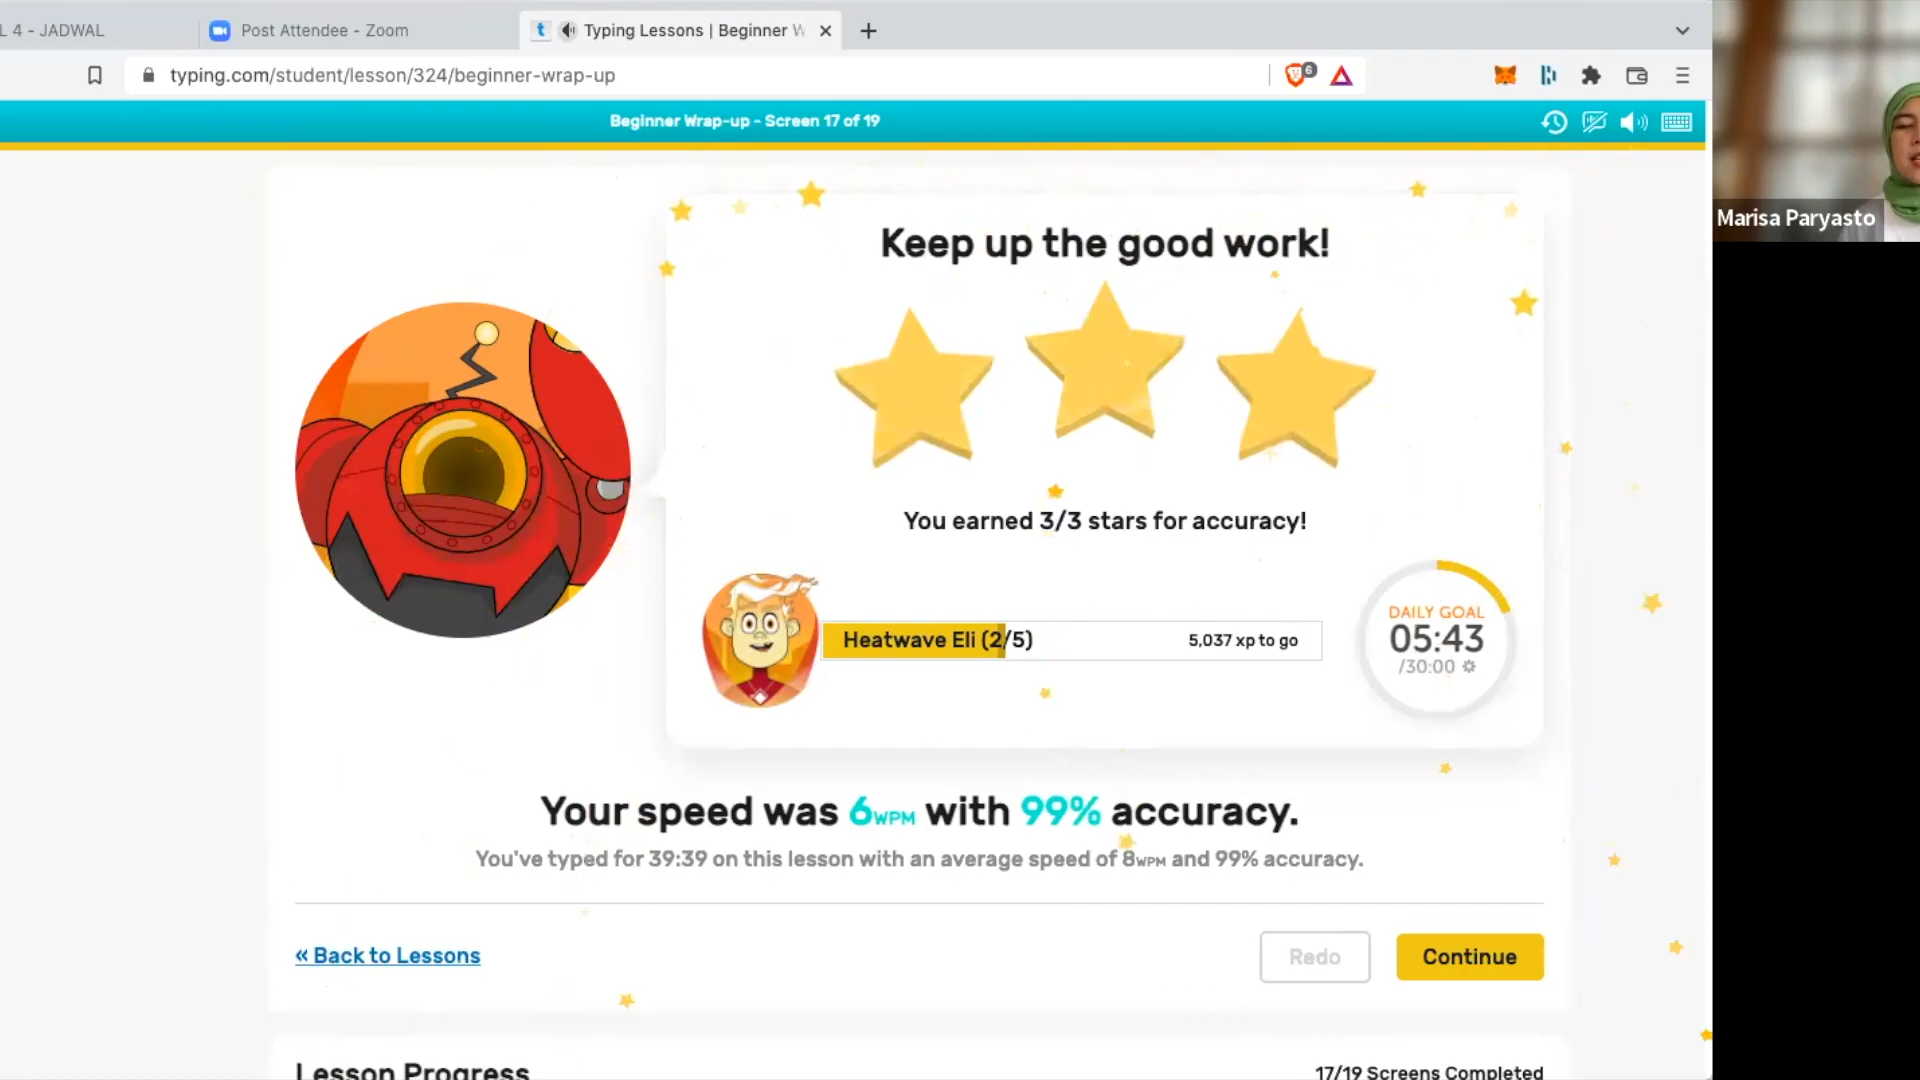 L 4 - JADWAL
Post Attendee - Zoom
Typing Lessons | Beginner W
typing.com/student/lesson/324/beginner-wrap-up
6
Beginner Wrap-up - Screen 17 of 19
Marisa Paryasto
Keep up the good work!
You earned 3/3 stars for accuracy!
Heatwave Eli (2/5)
5,037 xp to go
DAILY GOAL
05:43
/30:00
Your speed was 6WPM with 99% accuracy.
You've typed for 39:39 on this lesson with an average speed of 8WPM and 99% accuracy.
« Back to Lessons
Redo
Continue
Lesson Progress
17/19 Screens Completed